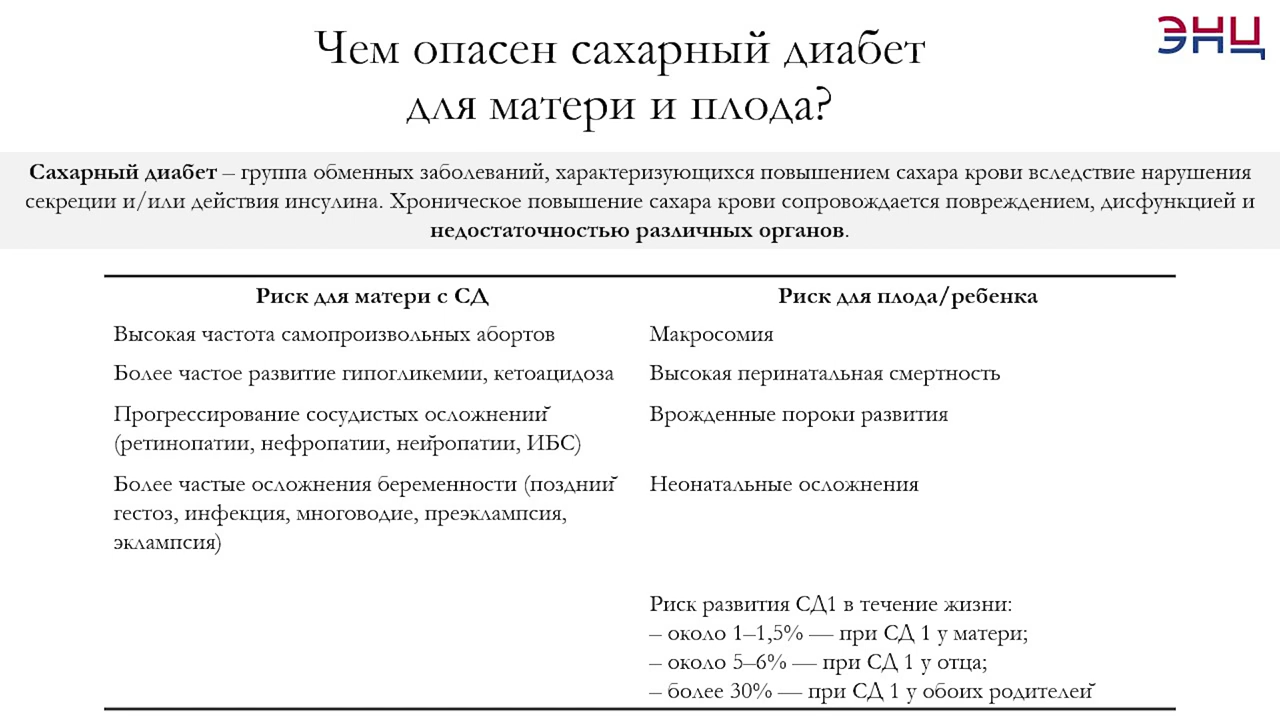 Чем опасен сахарный диабет
для матери и плода?
ЭНЦ
Сахарный диабет – группа обменных заболеваний, характеризующихся повышением сахара крови вследствие нарушения
секреции и/или действия инсулина. Хроническое повышение сахара крови сопровождается повреждением, дисфункцией и
недостаточностью различных органов.
Риск для матери с СД
Риск для плода/ребенка
Высокая частота самопроизвольных абортов
Макросомия
Более частое развитие гипогликемии, кетоацидоза
Высокая перинатальная смертность
Прогрессирование сосудистых осложнений
(ретинопатии, нефропатии, нейропатии, ИБС)
Врожденные пороки развития
Более частые осложнения беременности (поздний
гестоз, инфекция, многоводие, преэклампсия,
эклампсия)
Неонатальные осложнения
Риск развития СД1 в течение жизни:
– около 1–1,5% — при СД 1 у матери;
– около 5–6% — при СД 1 у отца;
– более 30% — при СД 1 у обоих родителей